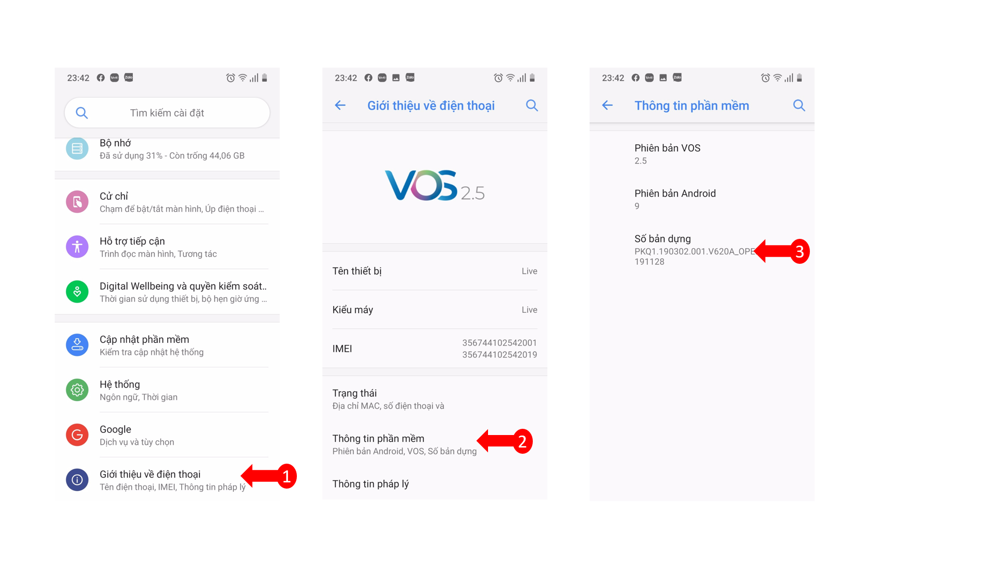 23:42
Tìm kiếm cài đặt
Bộ nhớ
Đã sử dụng 31% - Còn trống 44,06 GB
Cử chỉ
Chạm để bật/tắt màn hình, Úp điện thoại ...
Hỗ trợ tiếp cận
Trình đọc màn hình, Tương tác
Digital Wellbeing và quyền kiểm soát..
Thời gian sử dụng thiết bị, bộ hẹn giờ ứng ...
Cập nhật phần mềm
Kiểm tra cập nhật hệ thống
Hệ thống
Ngôn ngữ, Thời gian
Google
Dịch vụ và tùy chọn
Giới thiệu về điện thoại
Tên điện thoại, IMEI, Thông tin pháp lý
1
23:42
Giới thiệu về điện thoại
VOS 2.5
Tên thiết bị Live
Kiểu máy Live
IMEI 356744102542001
356744102542019
Trạng thái
Địa chỉ MAC, số điện thoại và
Thông tin phần mềm
Phiên bản Android, VOS, Số bản dựng
2
Thông tin pháp lý
23:42
Thông tin phần mềm
Phiên bản VOS
2.5
Phiên bản Android
9
Số bản dựng
PKQ1.190302.001.V620A_OPE
191128
3